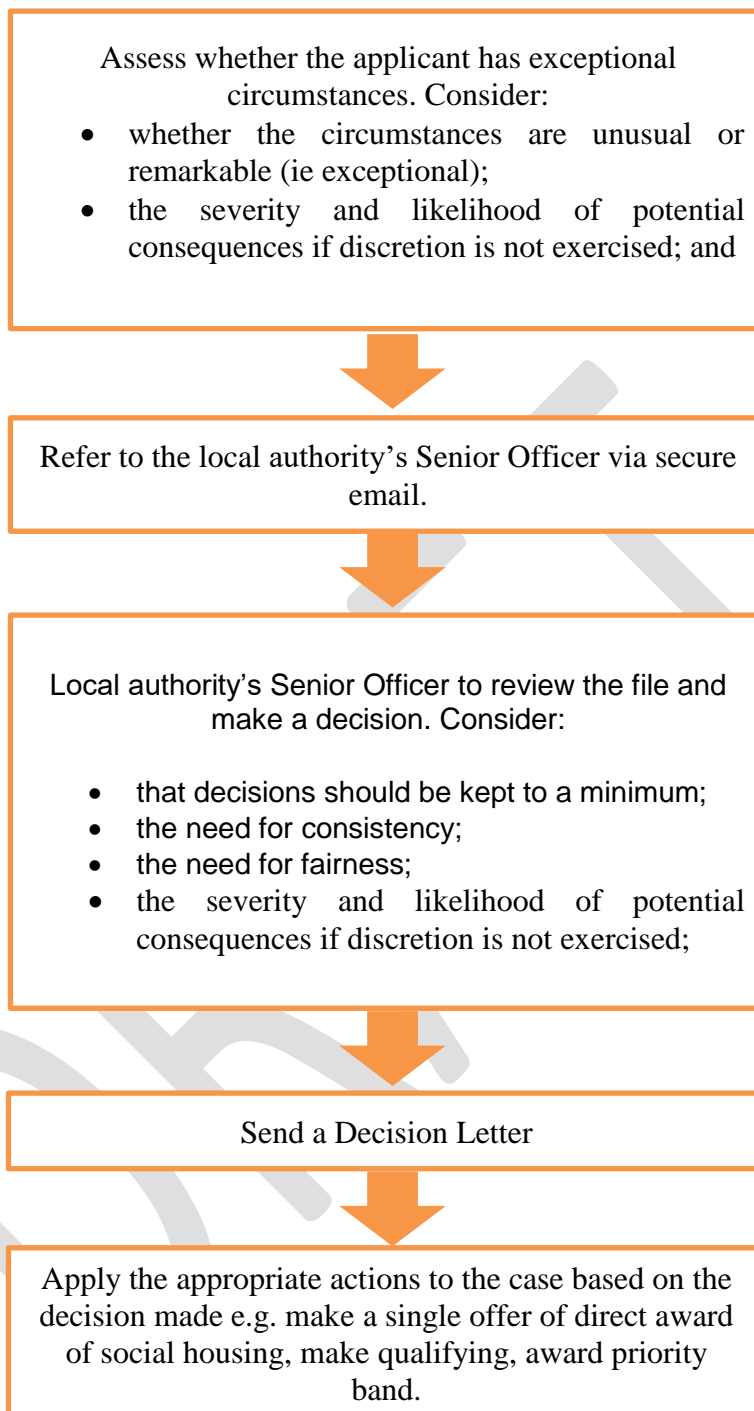 Assess whether the applicant has exceptional
circumstances. Consider:
• whether the circumstances are unusual or
remarkable (ie exceptional);
• the severity and likelihood of potential
consequences if discretion is not exercised; and
Refer to the local authority’s Senior Officer via secure
email.
Local authority’s Senior Officer to review the file and
make a decision. Consider:
• that decisions should be kept to a minimum;
• the need for consistency;
• the need for fairness;
• the severity and likelihood of potential
consequences if discretion is not exercised;
Send a Decision Letter
Apply the appropriate actions to the case based on the
decision made e.g. make a single offer of direct award
of social housing, make qualifying, award priority
band.